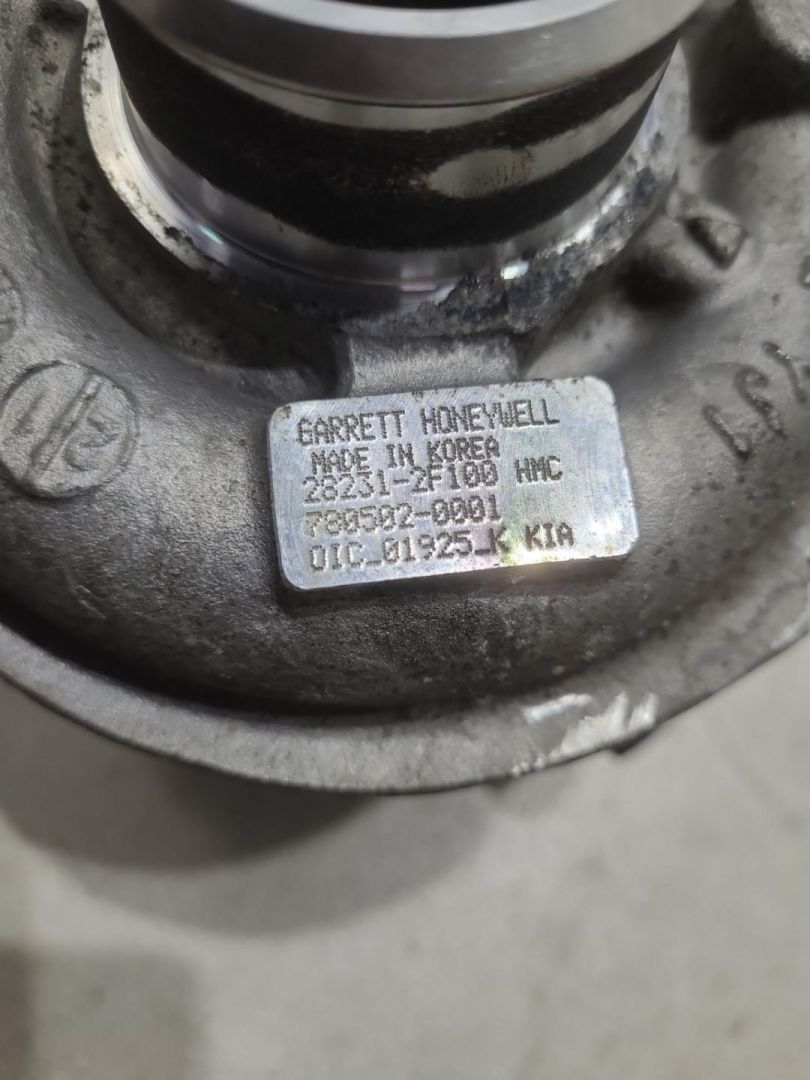 GARRETT HONEYWELL
MADE IN KOREA
28231-2F100 HMC
780502-0001
OIC_01925_K KIA